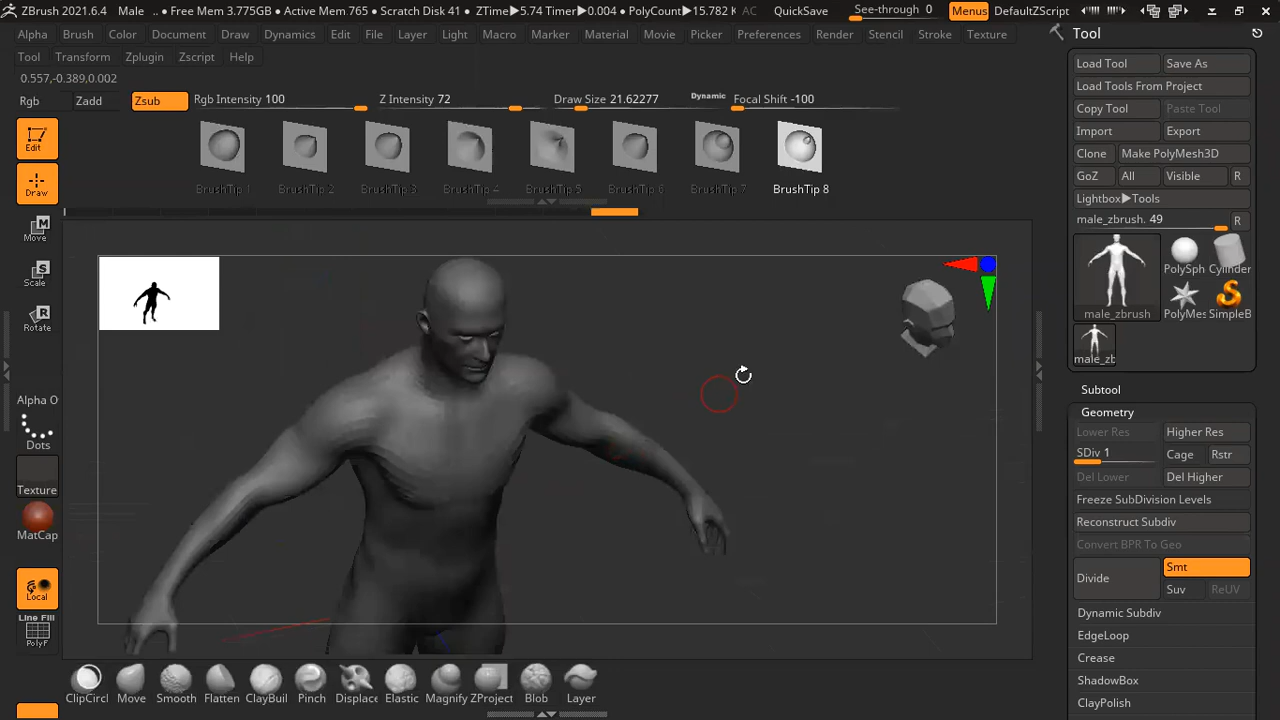 ZBrush 2021.6.4 Male .. • Free Mem 3.775GB • Active Mem 765 • Scratch Disk 41 • ZTime▶5.74 Timer▶0.004 • PolyCount▶15.782 K AC QuickSave See-through 0 Menus DefaultZScript Tool
Alpha Brush Color Document Draw Dynamics Edit File Layer Light Macro Marker Material Movie Picker Preferences Render Stencil Stroke Texture
Tool Transform Zplugin Zscript Help
0.557,-0.389,0.002
Rgb Zadd Zsub Rgb Intensity 100 Z Intensity 72 Draw Size 21.62277 Dynamic Focal Shift -100
BrushTip 1 BrushTip 2 BrushTip 3 BrushTip 4 BrushTip 5 BrushTip 6 BrushTip 7 BrushTip 8
Edit
Draw
M
Move
S
Scale
R
Rotate
Alpha O
Dots
Texture
MatCap
Local
Line Fill
PolyF
ClipCircl Move Smooth Flatten ClayBuil Pinch Displace Elastic Magnify ZProject Blob Layer
Load Tool Save As
Load Tools From Project
Copy Tool Paste Tool
Import Export
Clone Make PolyMesh3D
GoZ All Visible R
Lightbox▶Tools
male_zbrush. 49 R
PolySph Cylinder
male_zbrush PolyMes SimpleB
male_zb
Subtool
Geometry
Lower Res Higher Res
SDiv 1 Cage Rstr
Del Lower Del Higher
Freeze SubDivision Levels
Reconstruct Subdiv
Convert BPR To Geo
Divide Smt
Suv ReUV
Dynamic Subdiv
EdgeLoop
Crease
ShadowBox
ClayPolish